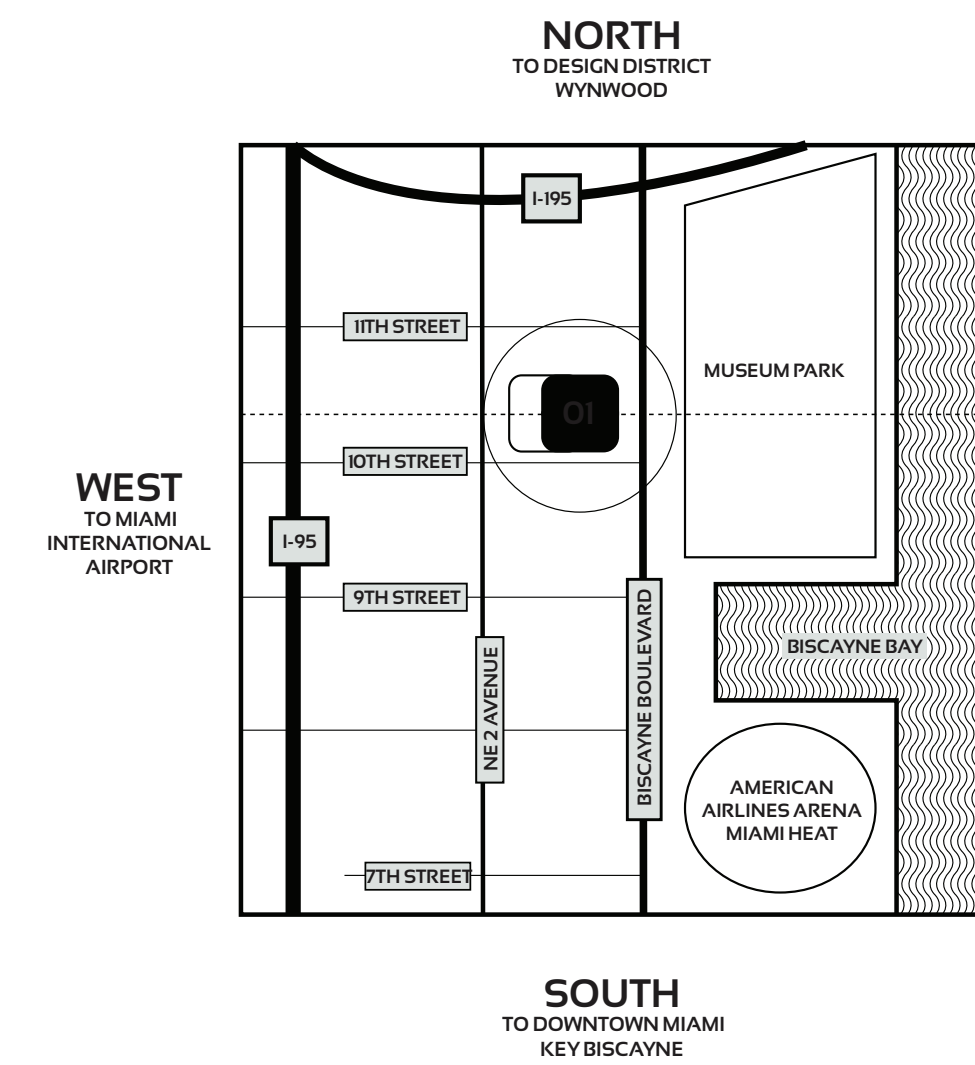 NORTH
TO DESIGN DISTRICT
WYNWOOD
I-195
11TH STREET
MUSEUM PARK
01
10TH STREET
WEST
TO MIAMI
INTERNATIONAL
AIRPORT
I-95
9TH STREET
BISCAYNE BOULEVARD
BISCAYNE BAY
NE 2 AVENUE
AMERICAN
AIRLINES ARENA
MIAMI HEAT
7TH STREET
SOUTH
TO DOWNTOWN MIAMI
KEY BISCAYNE